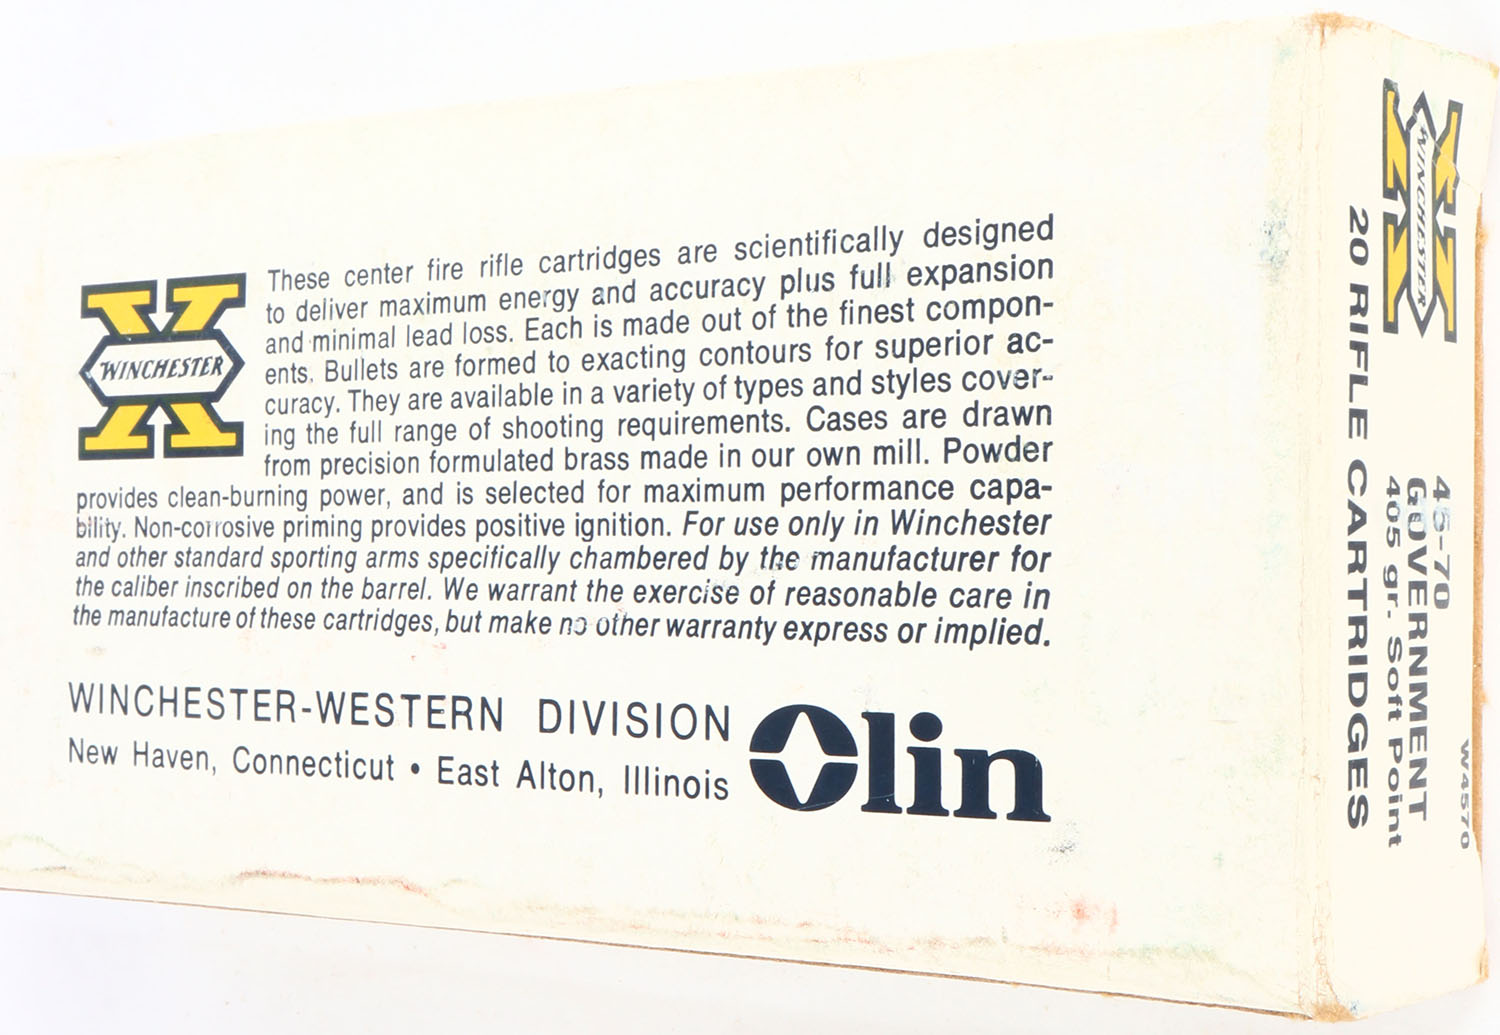 WINCHESTER
These center fire rifle cartridges are scientifically designed
to deliver maximum energy and accuracy plus full expansion
and minimal lead loss. Each is made out of the finest compon-
ents. Bullets are formed to exacting contours for superior ac-
curacy. They are available in a variety of types and styles cover-
ing the full range of shooting requirements. Cases are drawn
from precision formulated brass made in our own mill. Powder
provides clean-burning power, and is selected for maximum performance capa-
bility. Non-corrosive priming provides positive ignition. For use only in Winchester
and other standard sporting arms specifically chambered by the manufacturer for
the caliber inscribed on the barrel. We warrant the exercise of reasonable care in
the manufacture of these cartridges, but make no other warranty express or implied.
WINCHESTER-WESTERN DIVISION
New Haven, Connecticut • East Alton, Illinois
Olin
WINCHESTER
W4570
45-70
GOVERNMENT
405 gr. Soft Point
20 RIFLE CARTRIDGES